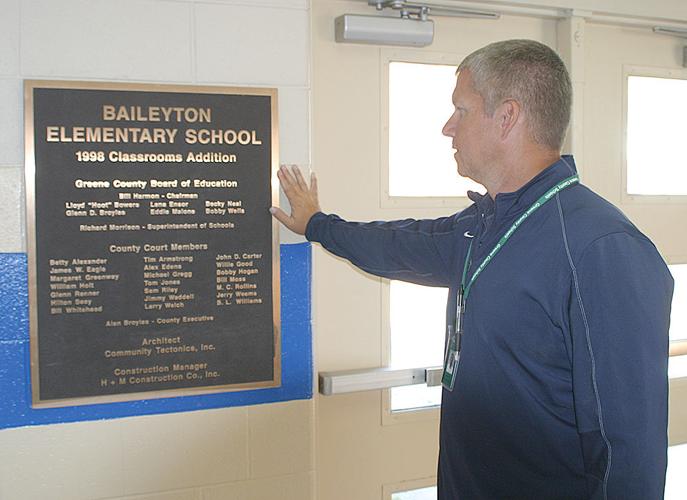 BAILEYTON
ELEMENTARY SCHOOL
1998 Classrooms Addition
Greene County Board of Education
Bill Harmon - Chairman
Lloyd "Hoot" Bowers Lena Ensor Becky Neal
Glenn D. Broyles Eddie Malone Bobby Wells
Richard Morrison - Superintendent of Schools
County Court Members
Betty Alexander Tim Armstrong John D. Carter
James W. Eagle Alex Edens Willie Good
Margaret Greenway Michael Gregg Bobby Hogan
William Holt Tom Jones Bill Moss
Glenn Renner Sam Riley M. C. Rollins
Hilton Seay Jimmy Waddell Jerry Weems
Bill Whitehead Larry Welch B. L. Williams
Alan Broyles - County Executive
Architect
Community Tectonics, Inc.
Construction Manager
H + M Construction Co., Inc.